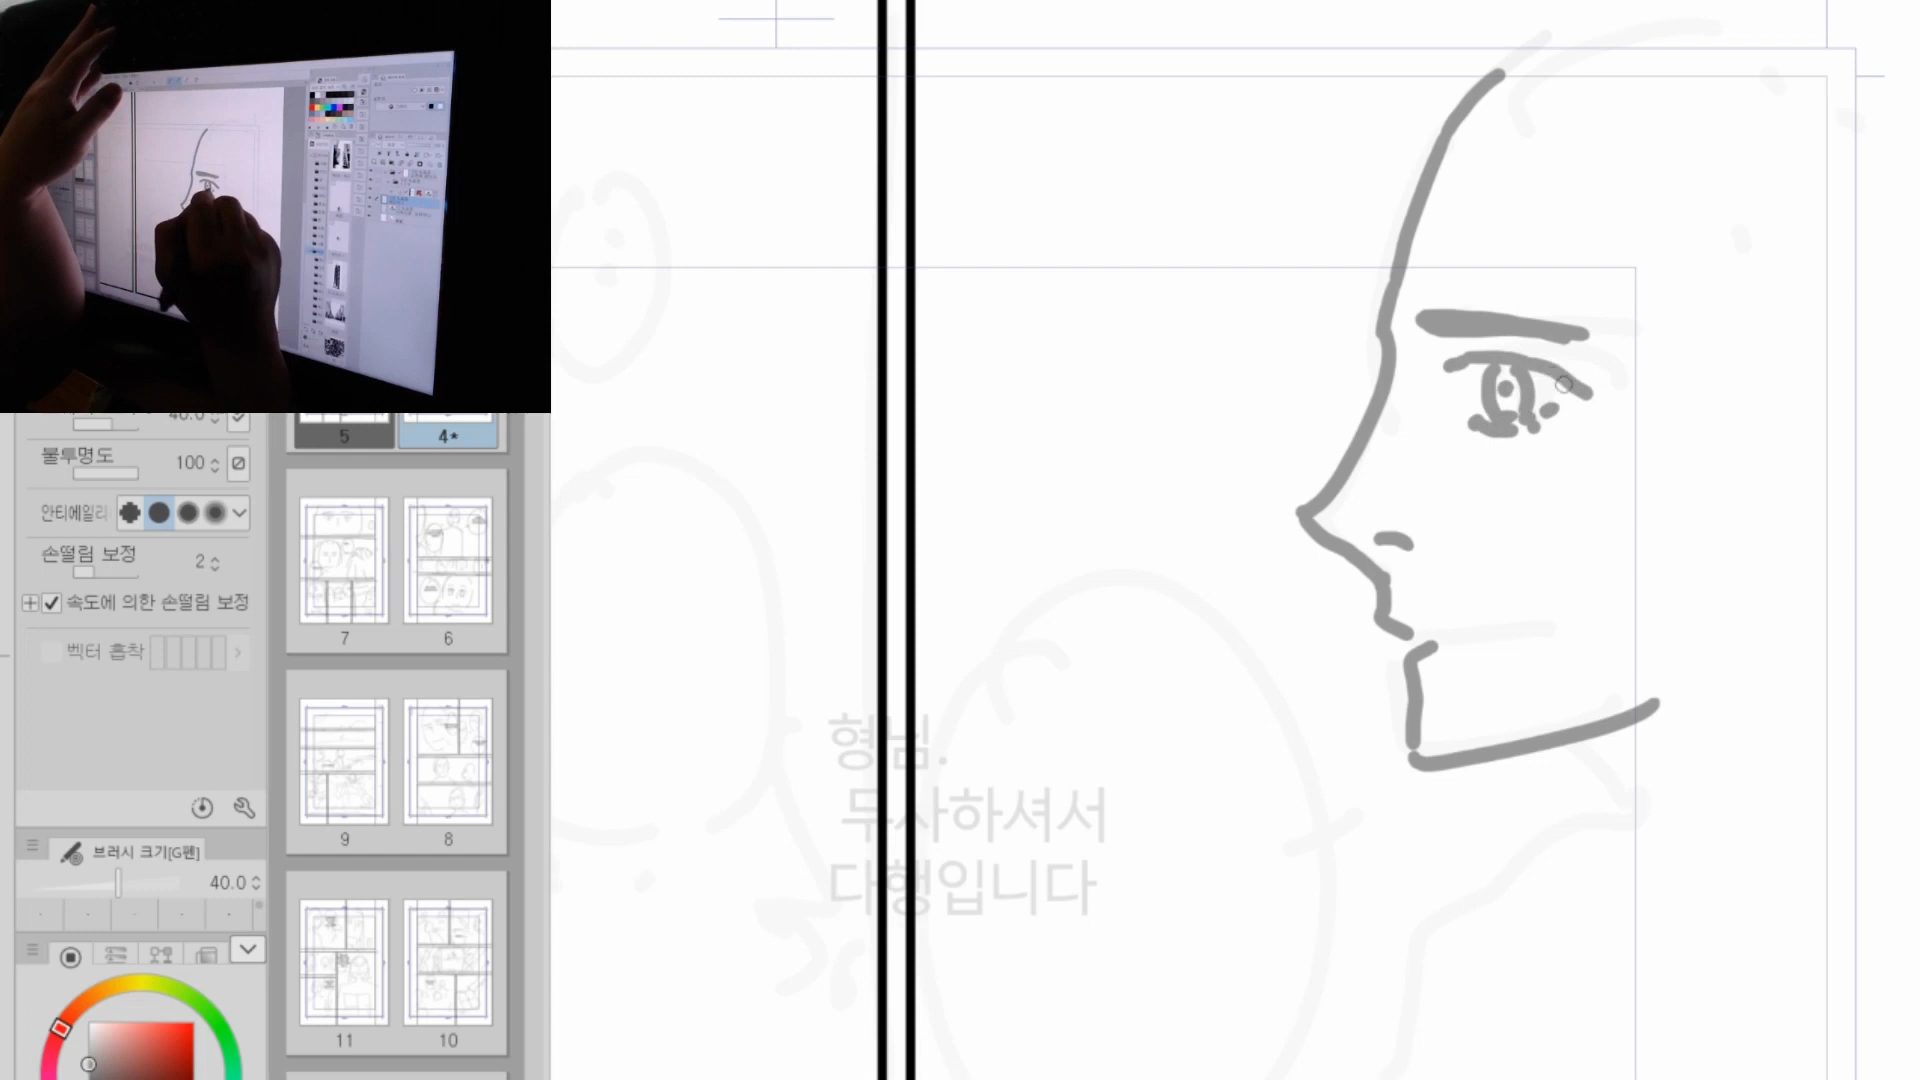 40.0
불투명도 100
안티에일리
손떨림 보정 2
속도에 의한 손떨림 보정
벡터 흡착
브러시 크기[G펜]
40.0
5 4*
7 6
9 8
11 10
형님.
무사하셔서
다행입니다